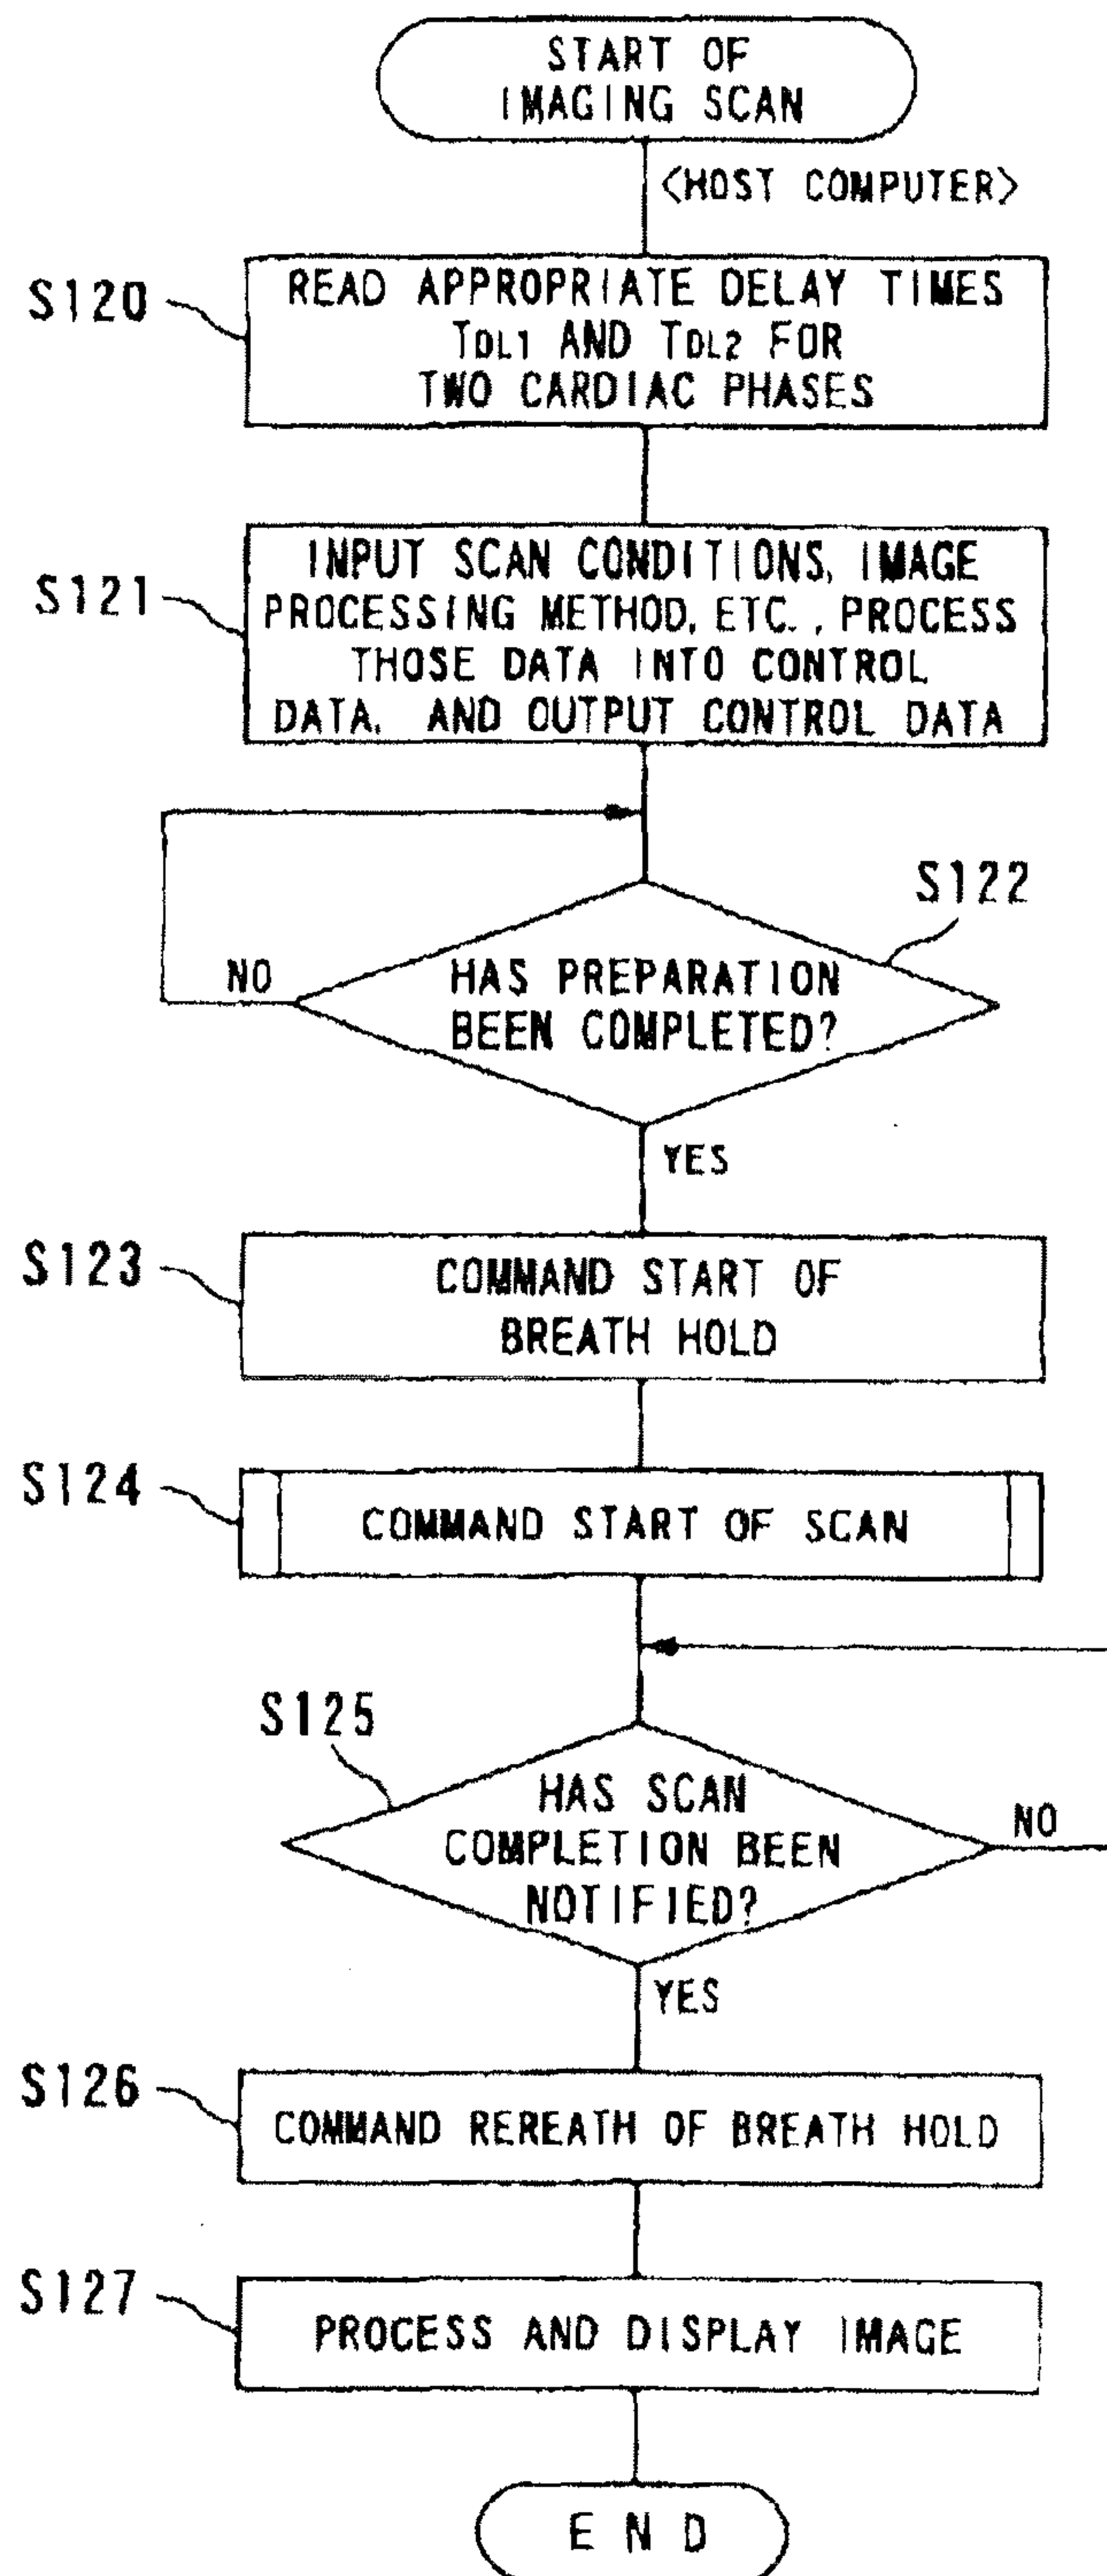 START OF
IMAGING SCAN
<HOST COMPUTER>
S120
READ APPROPRIATE DELAY TIMES
TDL1 AND TDL2 FOR
TWO CARDIAC PHASES
S121
INPUT SCAN CONDITIONS, IMAGE
PROCESSING METHOD, ETC., PROCESS
THOSE DATA INTO CONTROL
DATA, AND OUTPUT CONTROL DATA
S122
NO
HAS PREPARATION
BEEN COMPLETED?
YES
S123
COMMAND START OF
BREATH HOLD
S124
COMMAND START OF SCAN
S125
HAS SCAN
COMPLETION BEEN
NOTIFIED?
NO
YES
S126
COMMAND REREATH OF BREATH HOLD
S127
PROCESS AND DISPLAY IMAGE
END